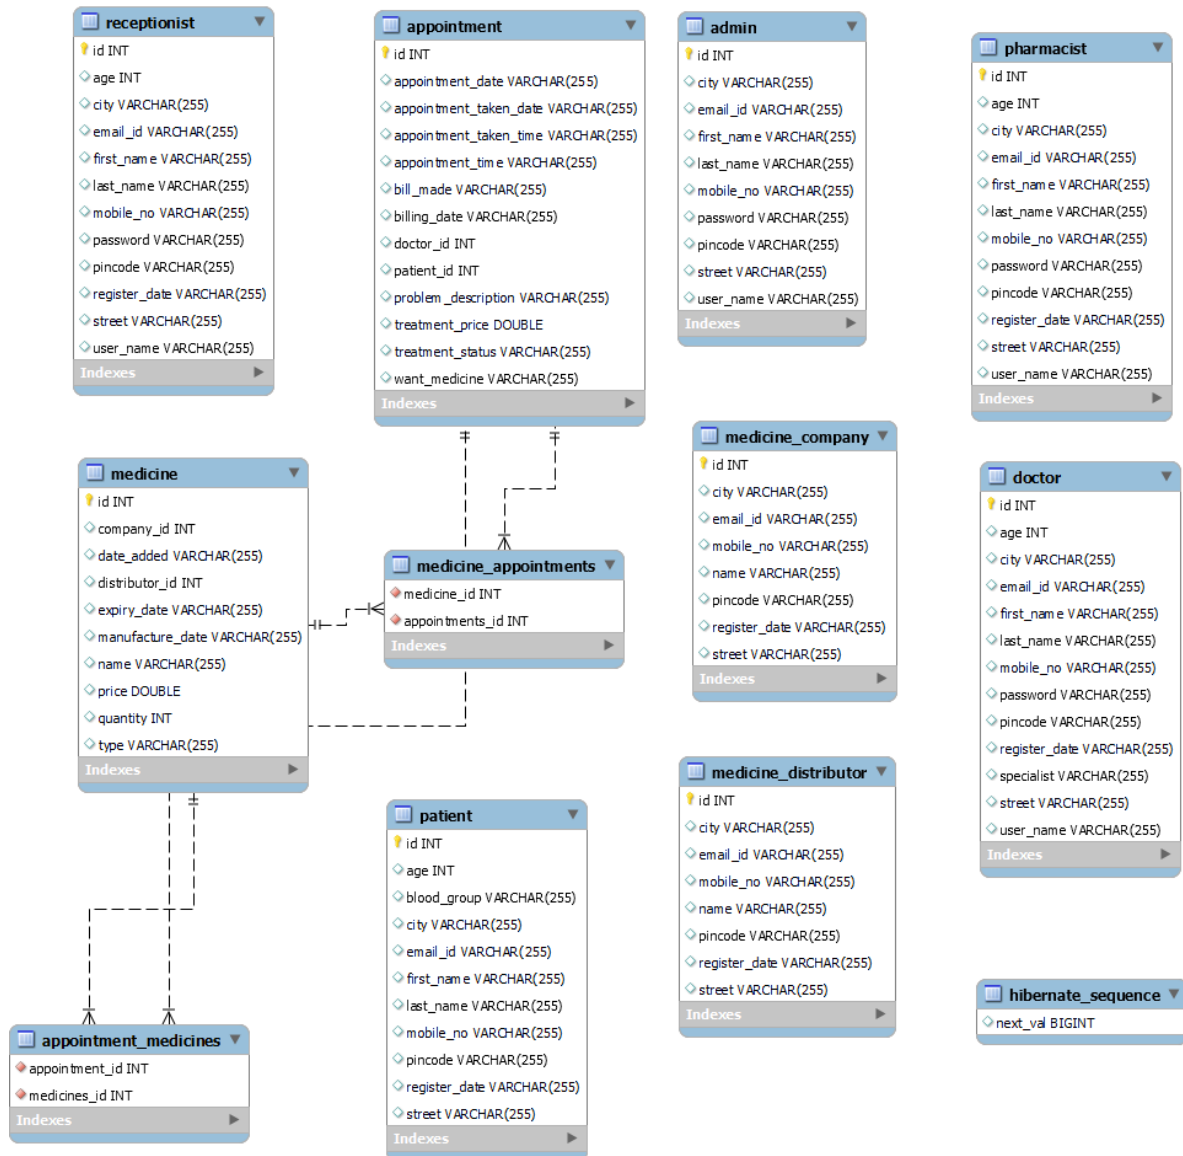 receptionist
id INT
age INT
city VARCHAR(255)
email_id VARCHAR(255)
first_name VARCHAR(255)
last_name VARCHAR(255)
mobile_no VARCHAR(255)
password VARCHAR(255)
pincode VARCHAR(255)
register_date VARCHAR(255)
street VARCHAR(255)
user_name VARCHAR(255)
Indexes
appointment
id INT
appointment_date VARCHAR(255)
appointment_taken_date VARCHAR(255)
appointment_taken_time VARCHAR(255)
appointment_time VARCHAR(255)
bill_made VARCHAR(255)
billing_date VARCHAR(255)
doctor_id INT
patient_id INT
problem_description VARCHAR(255)
treatment_price DOUBLE
treatment_status VARCHAR(255)
want_medicine VARCHAR(255)
Indexes
admin
id INT
city VARCHAR(255)
email_id VARCHAR(255)
first_name VARCHAR(255)
last_name VARCHAR(255)
mobile_no VARCHAR(255)
password VARCHAR(255)
pincode VARCHAR(255)
street VARCHAR(255)
user_name VARCHAR(255)
Indexes
pharmacist
id INT
age INT
city VARCHAR(255)
email_id VARCHAR(255)
first_name VARCHAR(255)
last_name VARCHAR(255)
mobile_no VARCHAR(255)
password VARCHAR(255)
pincode VARCHAR(255)
register_date VARCHAR(255)
street VARCHAR(255)
user_name VARCHAR(255)
Indexes
medicine
id INT
company_id INT
date_added VARCHAR(255)
distributor_id INT
expiry_date VARCHAR(255)
manufacture_date VARCHAR(255)
name VARCHAR(255)
price DOUBLE
quantity INT
type VARCHAR(255)
Indexes
medicine_appointments
medicine_id INT
appointments_id INT
Indexes
medicine_company
id INT
city VARCHAR(255)
email_id VARCHAR(255)
mobile_no VARCHAR(255)
name VARCHAR(255)
pincode VARCHAR(255)
register_date VARCHAR(255)
street VARCHAR(255)
Indexes
doctor
id INT
age INT
city VARCHAR(255)
email_id VARCHAR(255)
first_name VARCHAR(255)
last_name VARCHAR(255)
mobile_no VARCHAR(255)
password VARCHAR(255)
pincode VARCHAR(255)
register_date VARCHAR(255)
specialist VARCHAR(255)
street VARCHAR(255)
user_name VARCHAR(255)
Indexes
patient
id INT
age INT
blood_group VARCHAR(255)
city VARCHAR(255)
email_id VARCHAR(255)
first_name VARCHAR(255)
last_name VARCHAR(255)
mobile_no VARCHAR(255)
pincode VARCHAR(255)
register_date VARCHAR(255)
street VARCHAR(255)
Indexes
medicine_distributor
id INT
city VARCHAR(255)
email_id VARCHAR(255)
mobile_no VARCHAR(255)
name VARCHAR(255)
pincode VARCHAR(255)
register_date VARCHAR(255)
street VARCHAR(255)
Indexes
hibernate_sequence
next_val BIGINT
appointment_medicines
appointment_id INT
medicines_id INT
Indexes